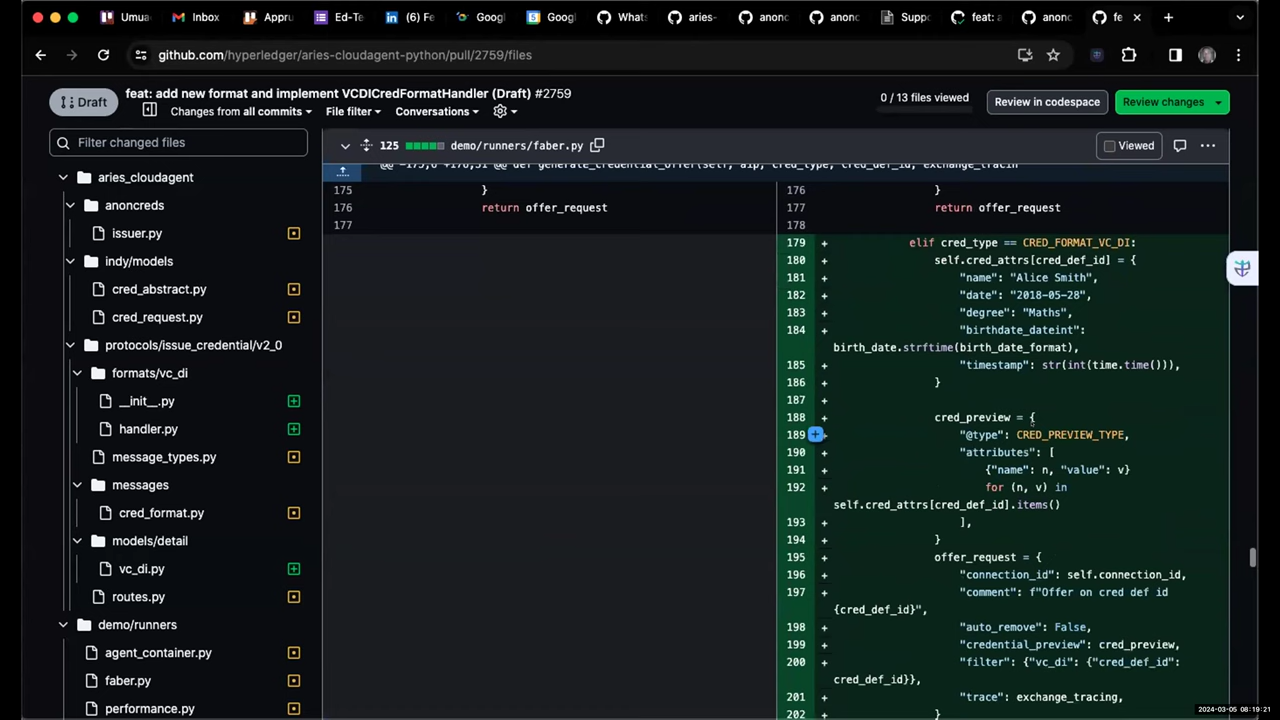 Umua
Inbox
Appru
Ed-Te
(6) Fe
Googl
Googl
Whats
aries-
anonc
anonc
Suppo
feat: a
anonc
fe
github.com/hyperledger/aries-cloudagent-python/pull/2759/files
Draft
feat: add new format and implement VCDICredFormatHandler (Draft) #2759
Changes from all commits
File filter
Conversations
0 / 13 files viewed
Review in codespace
Review changes
Filter changed files
aries_cloudagent
anoncreds
issuer.py
indy/models
cred_abstract.py
cred_request.py
protocols/issue_credential/v2_0
formats/vc_di
__init__.py
handler.py
message_types.py
messages
cred_format.py
models/detail
vc_di.py
routes.py
demo/runners
agent_container.py
faber.py
performance.py
125 demo/runners/faber.py
Viewed
175 }
176 return offer_request
177
176 }
177 return offer_request
178
179 + elif cred_type == CRED_FORMAT_VC_DI:
180 + self.cred_attrs[cred_def_id] = {
181 + "name": "Alice Smith",
182 + "date": "2018-05-28",
183 + "degree": "Maths",
184 + "birthdate_dateint":
birth_date.strftime(birth_date_format),
185 + "timestamp": str(int(time.time())),
186 + }
187 +
188 + cred_preview = {
189 + "@type": CRED_PREVIEW_TYPE,
190 + "attributes": [
191 + {"name": n, "value": v}
192 + for (n, v) in
self.cred_attrs[cred_def_id].items()
193 + ],
194 + }
195 + offer_request = {
196 + "connection_id": self.connection_id,
197 + "comment": f"Offer on cred def id
{cred_def_id}",
198 + "auto_remove": False,
199 + "credential_preview": cred_preview,
200 + "filter": {"vc_di": {"cred_def_id":
cred_def_id}},
201 + "trace": exchange_tracing,
202 + }
2024-03-05 08:19:21